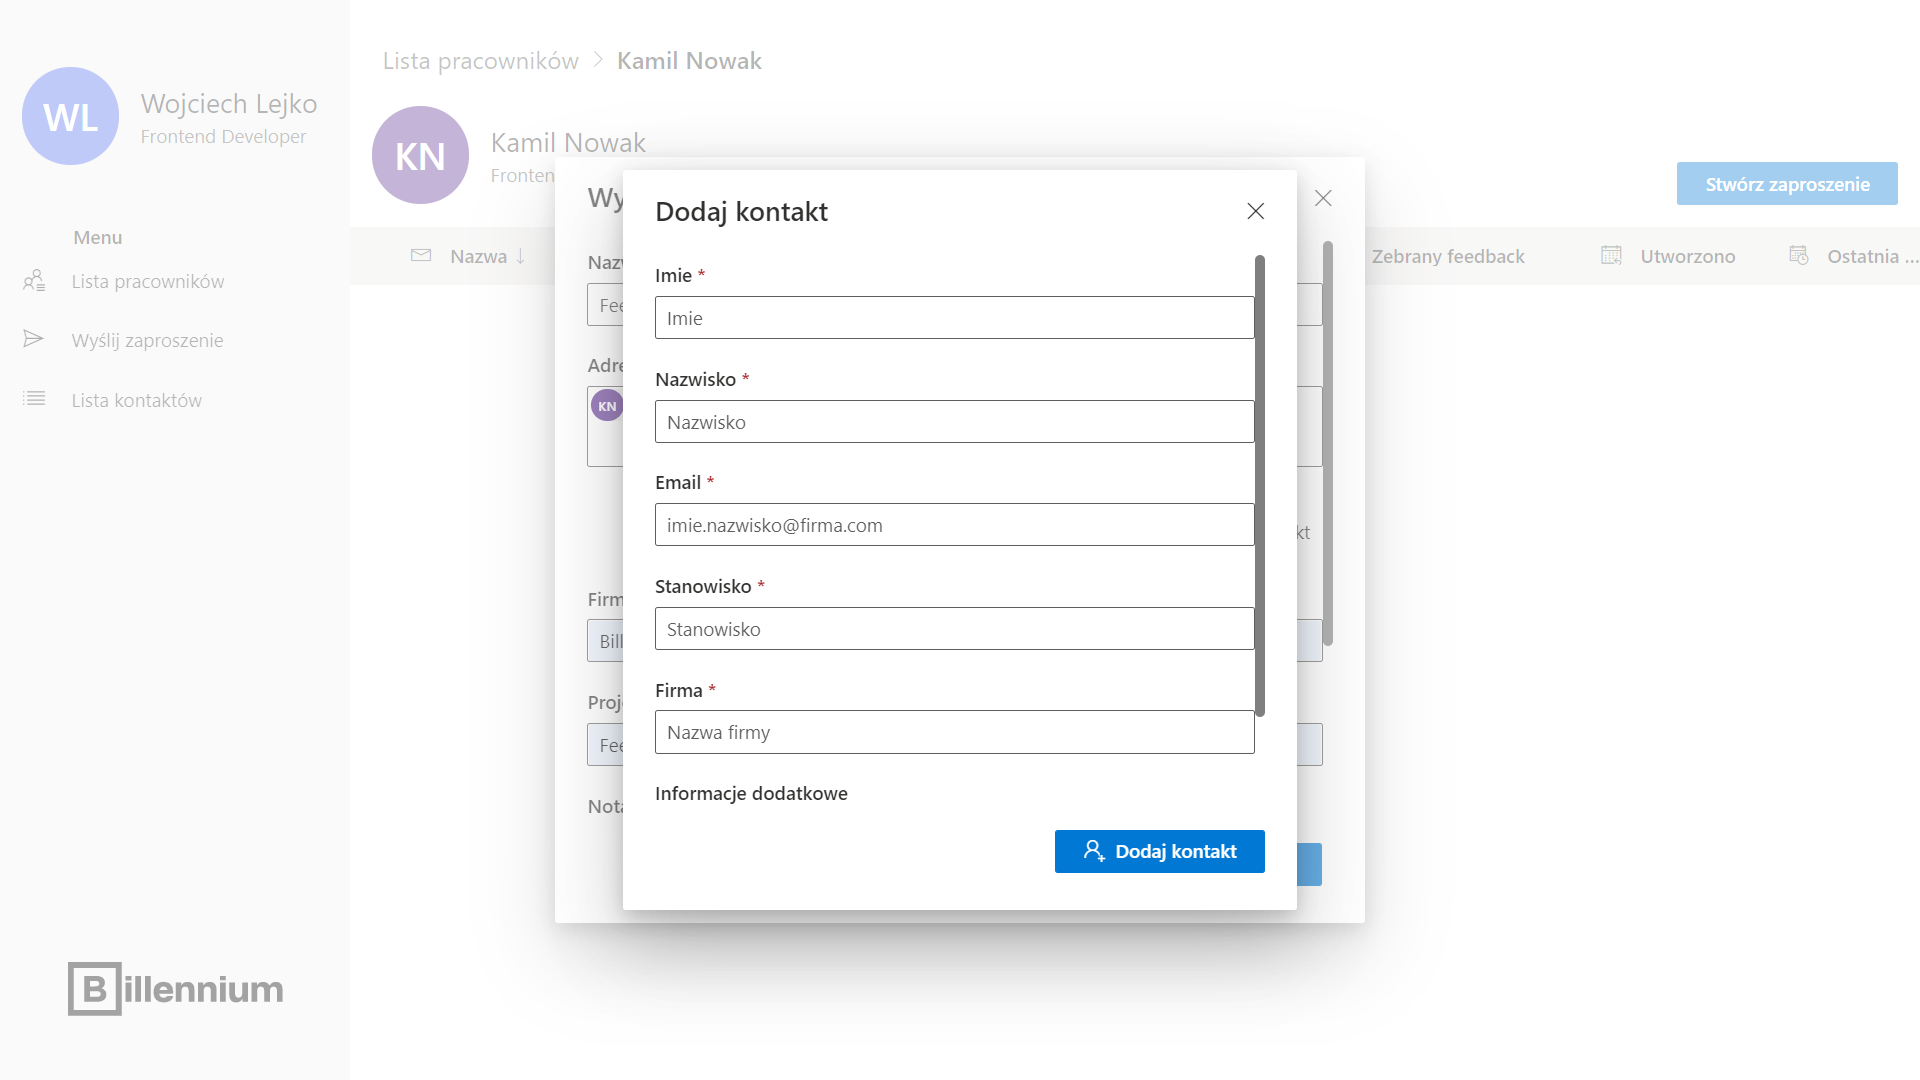 WL
Wojciech Lejko
Frontend Developer
Menu
Lista pracowników
Wyślij zaproszenie
Lista kontaktów
Billennium
Lista pracowników > Kamil Nowak
KN
Kamil Nowak
Fronten
Stwórz zaproszenie
Nazwa ↓
Zebrany feedback
Utworzono
Ostatnia ...
Wy
Naz
Fee
Adre
KN
kt
Firm
Bill
Proj
Fee
Nota
Dodaj kontakt
Imie *
Imie
Nazwisko *
Nazwisko
Email *
imie.nazwisko@firma.com
Stanowisko *
Stanowisko
Firma *
Nazwa firmy
Informacje dodatkowe
Dodaj kontakt